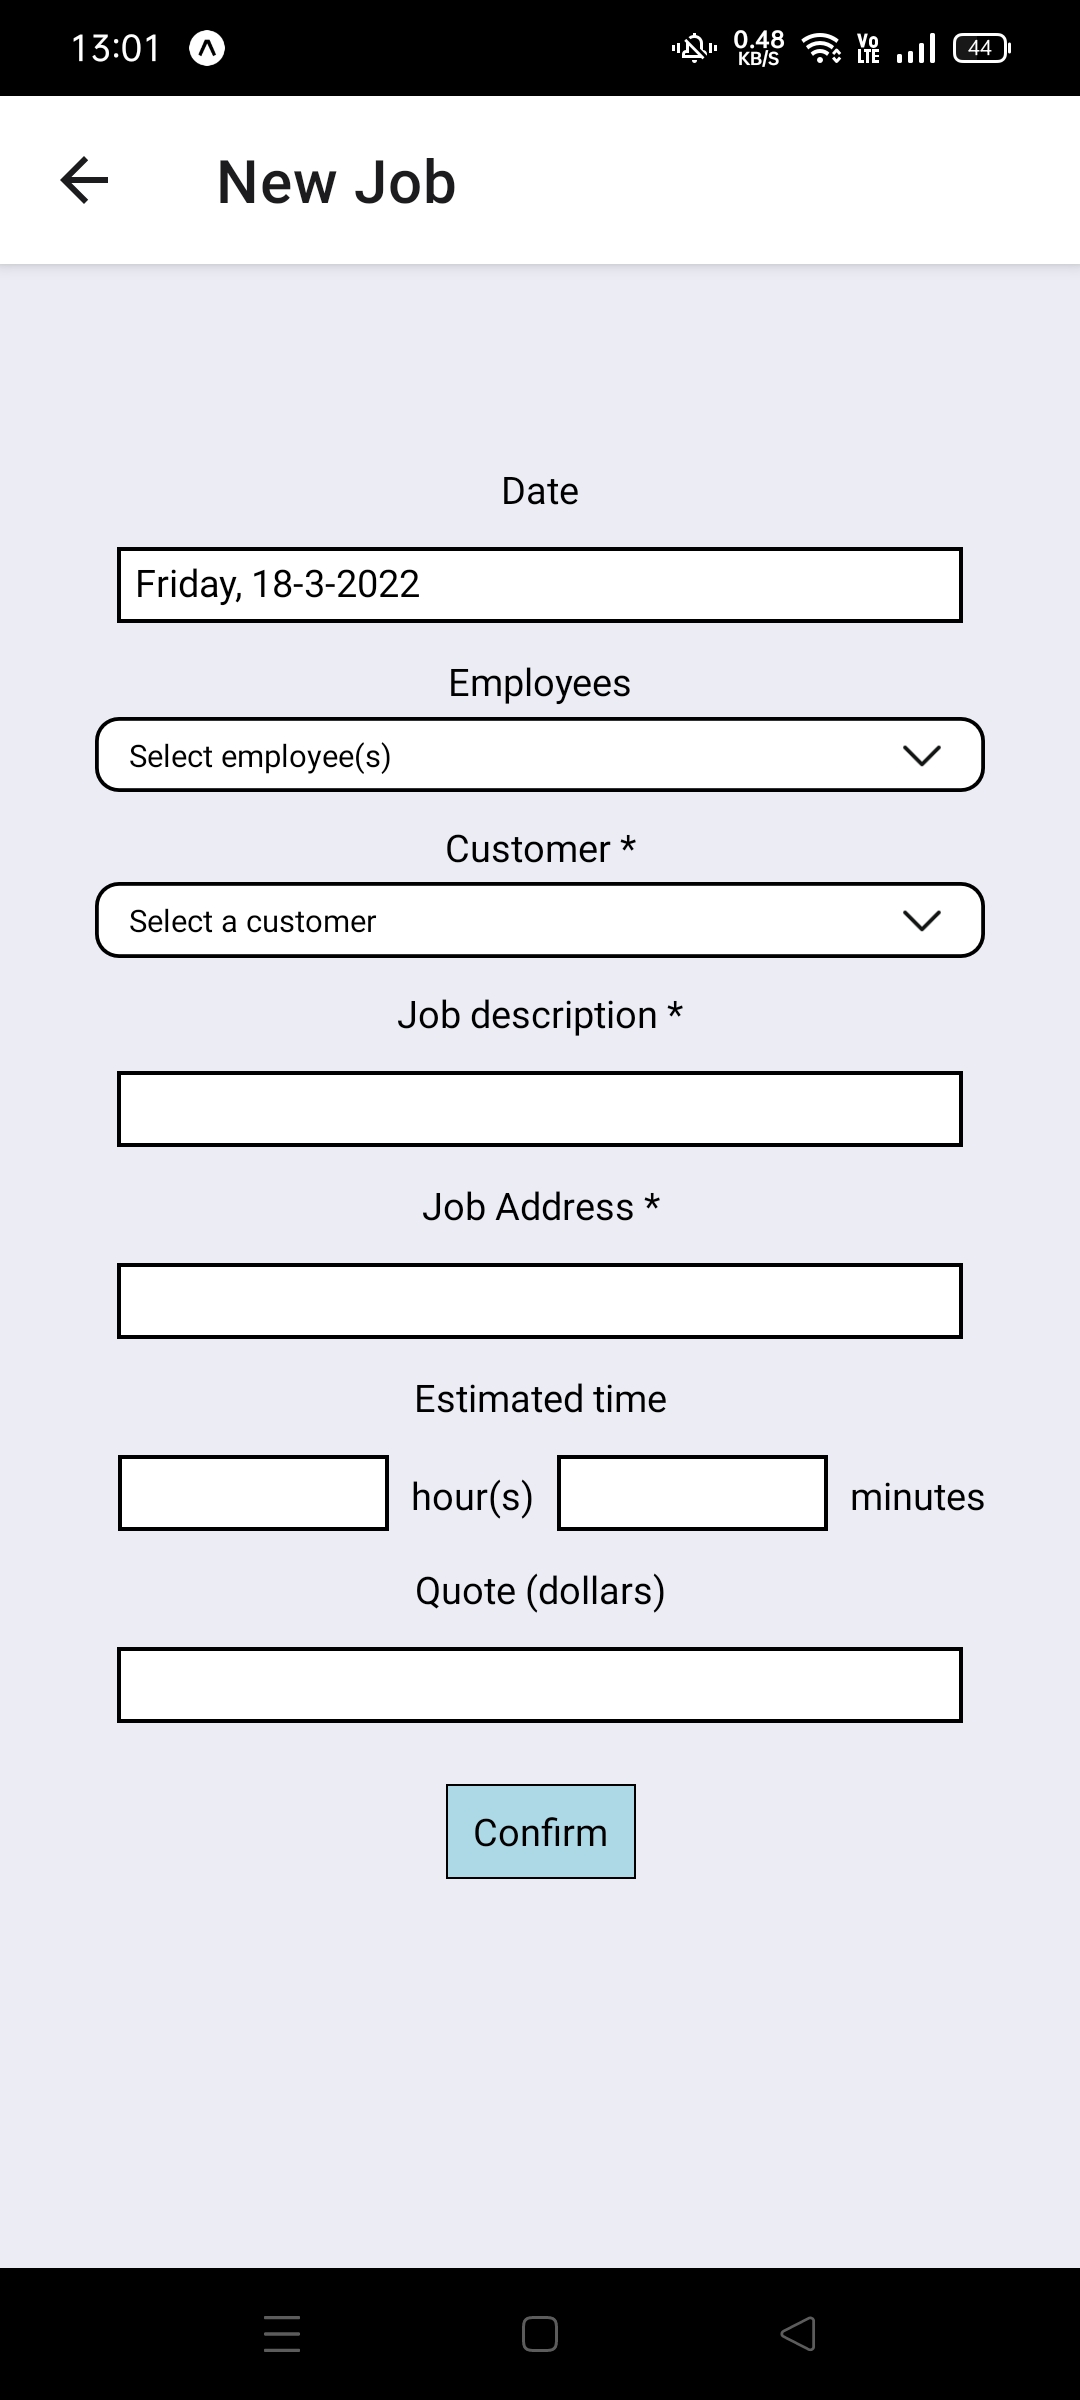 13:01
0.48
KB/S
Vo
LTE
44
New Job
Date
Friday, 18-3-2022
Employees
Select employee(s)
Customer *
Select a customer
Job description *
Job Address *
Estimated time
hour(s) minutes
Quote (dollars)
Confirm